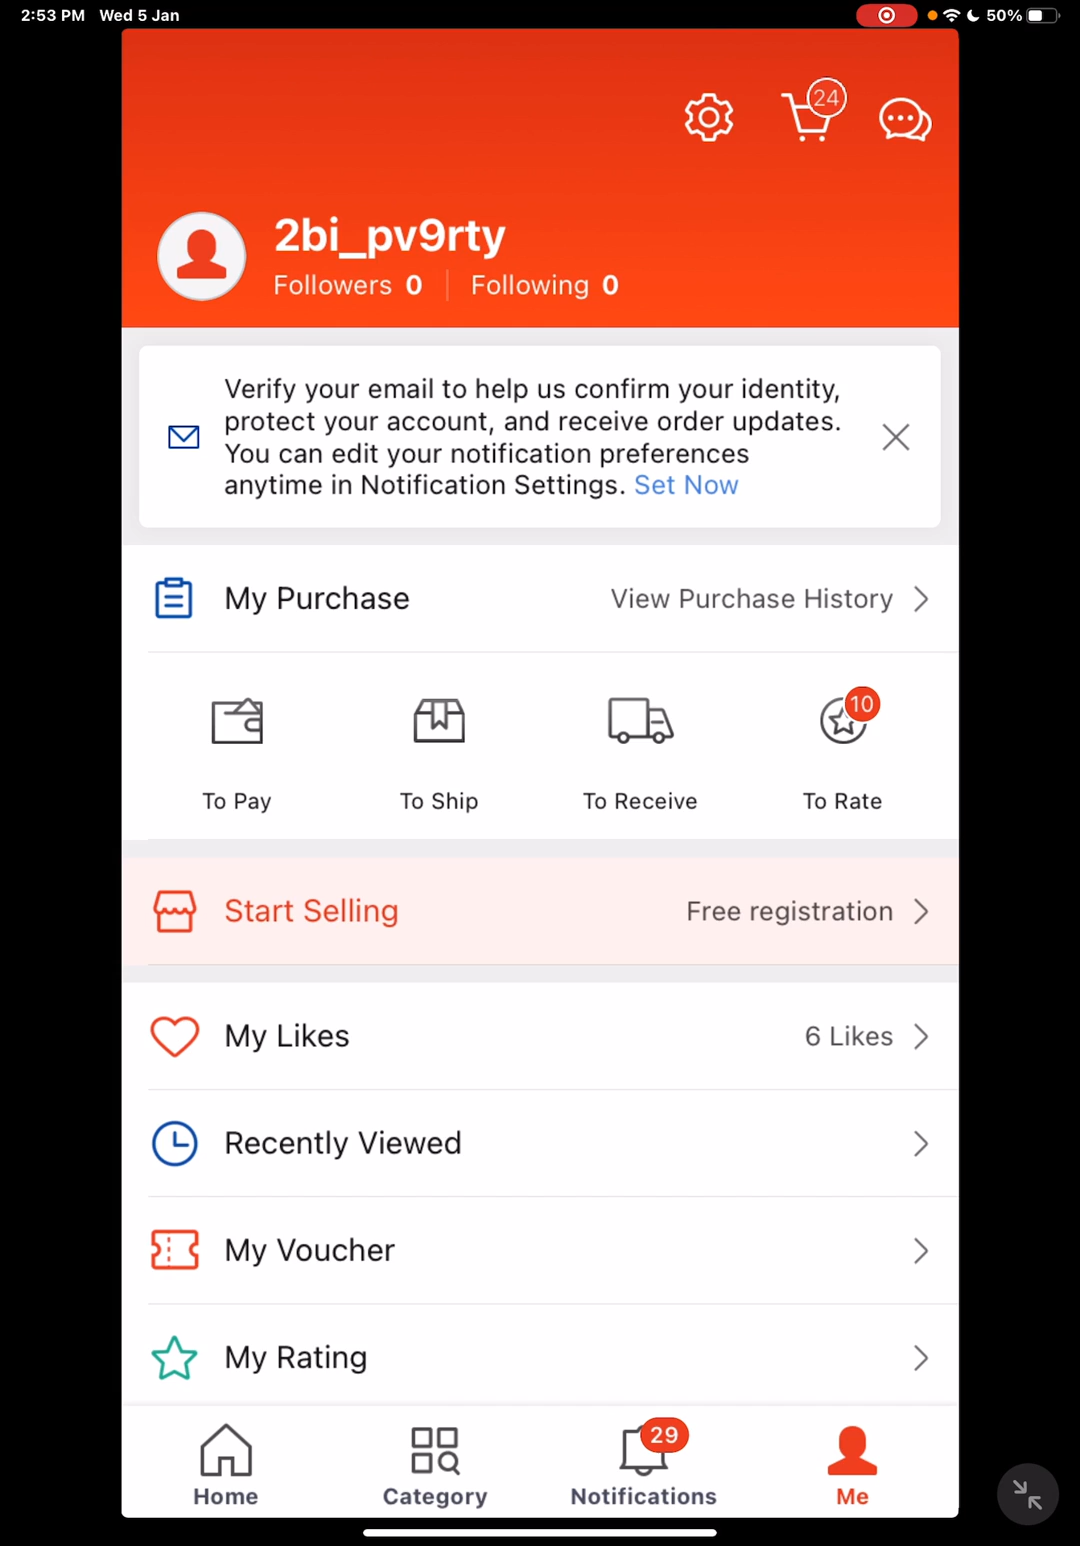 2:53 PM Wed 5 Jan 50%
24
2bi_pv9rty
Followers 0 Following 0
Verify your email to help us confirm your identity,
protect your account, and receive order updates.
You can edit your notification preferences
anytime in Notification Settings. Set Now
My Purchase View Purchase History
10
To Pay To Ship To Receive To Rate
Start Selling Free registration
My Likes 6 Likes
Recently Viewed
My Voucher
My Rating
29
Home Category Notifications Me